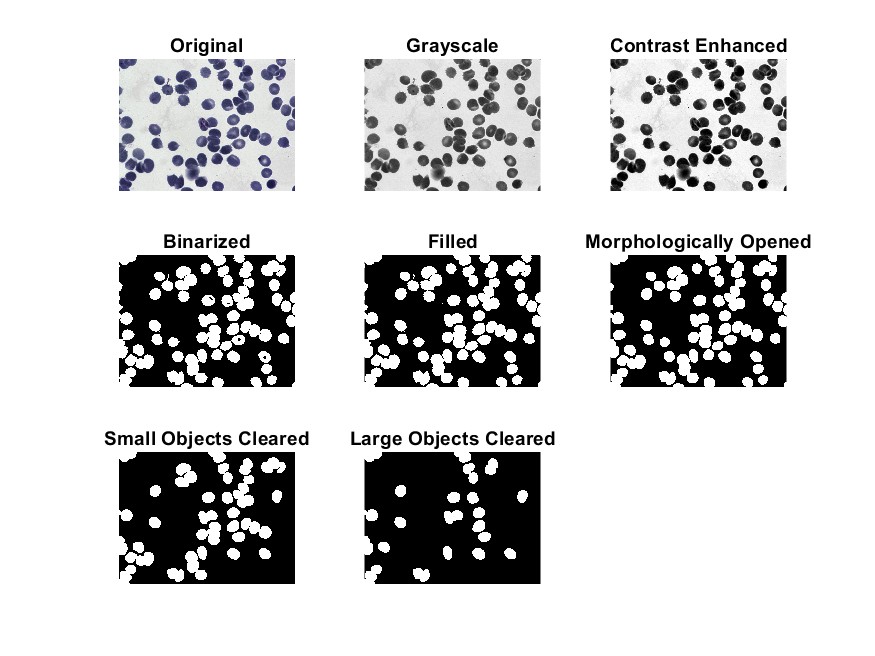 Original
Grayscale
Contrast Enhanced
Binarized
Filled
Morphologically Opened
Small Objects Cleared
Large Objects Cleared